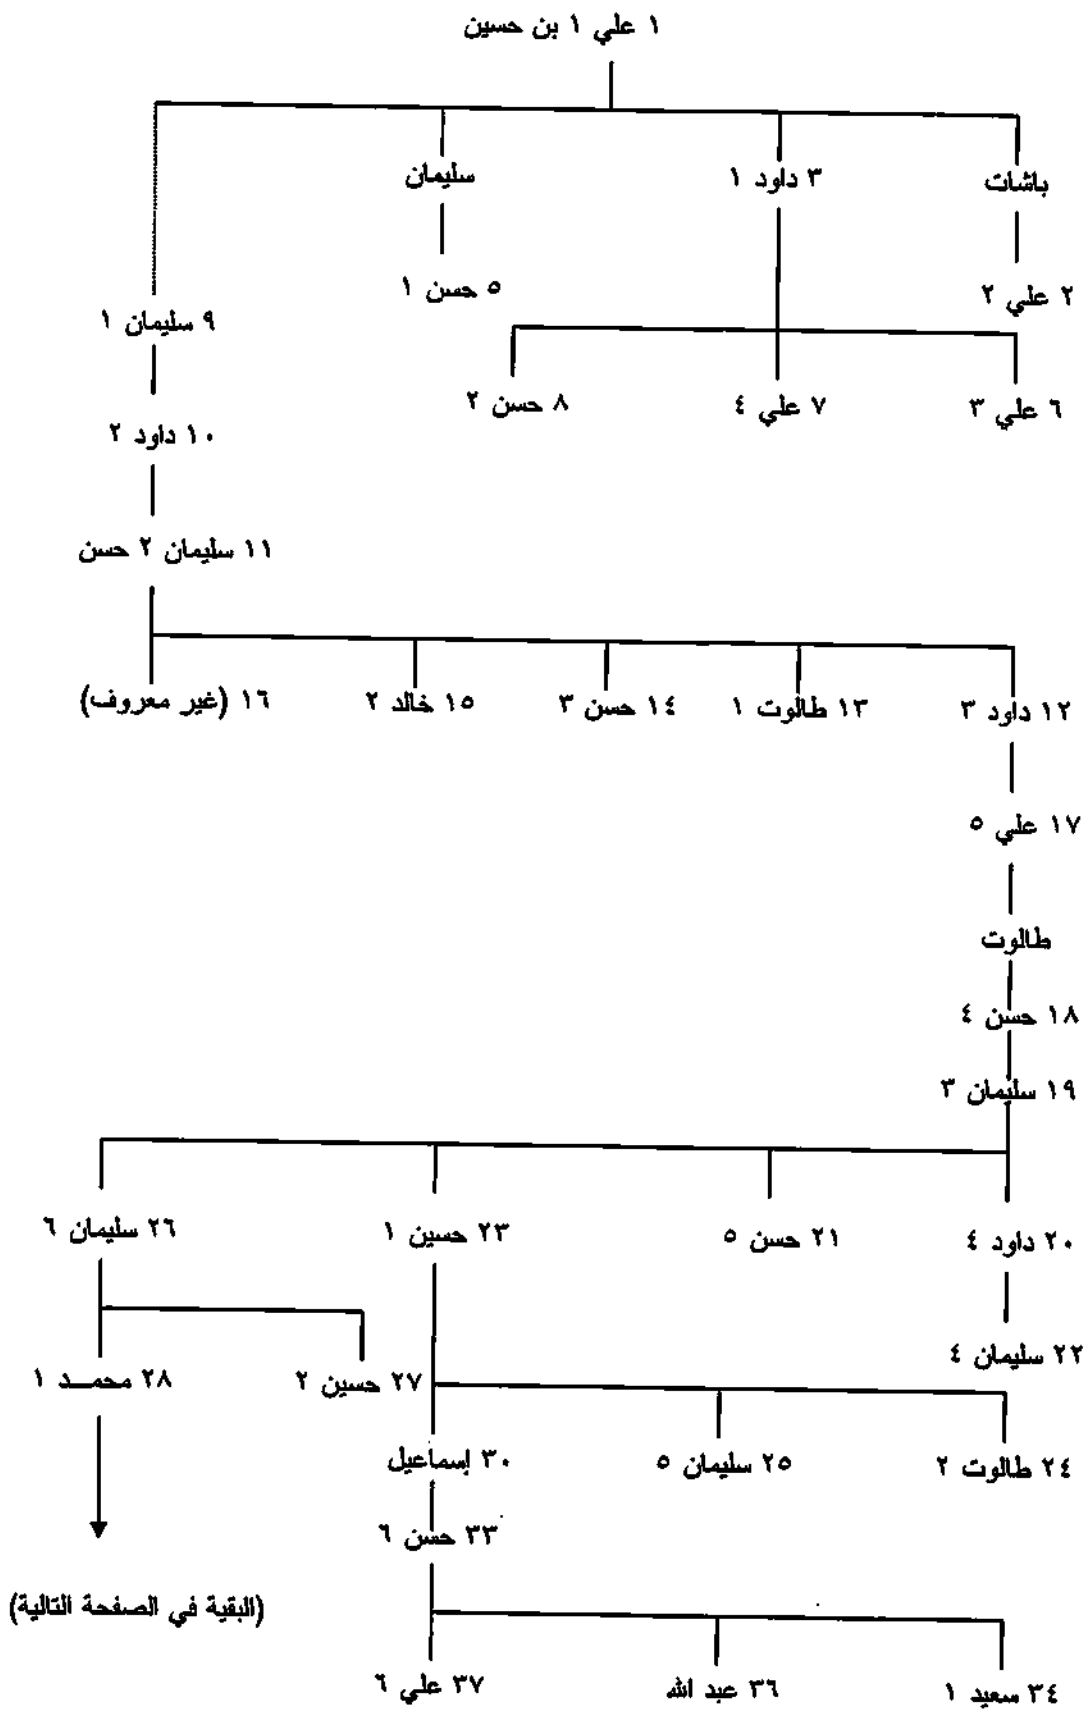 ١ علي ١ بن حسين
باشات
٣ داود ١
سليمان
٢ علي ٢
٥ حسن ١
٩ سليمان ١
٦ علي ٣
٧ علي ٤
٨ حسن ٢
١٠ داود ٢
١١ سليمان ٢ حسن
١٢ داود ٣
١٣ طالوت ١
١٤ حسن ٣
١٥ خالد ٢
١٦ (غير معروف)
١٧ علي ٥
طالوت
١٨ حسن ٤
١٩ سليمان ٣
٢٠ داود ٤
٢١ حسن ٥
٢٣ حسين ١
٢٦ سليمان ٦
٢٢ سليمان ٤
٢٧ حسين ٢
٢٨ محمـــد ١
٢٤ طالوت ٢
٢٥ سليمان ٥
٣٠ إسماعيل
٣٣ حسن ٦
(البقية في الصفحة التالية)
٣٤ سعيد ١
٣٦ عبد الله
٣٧ علي ٦